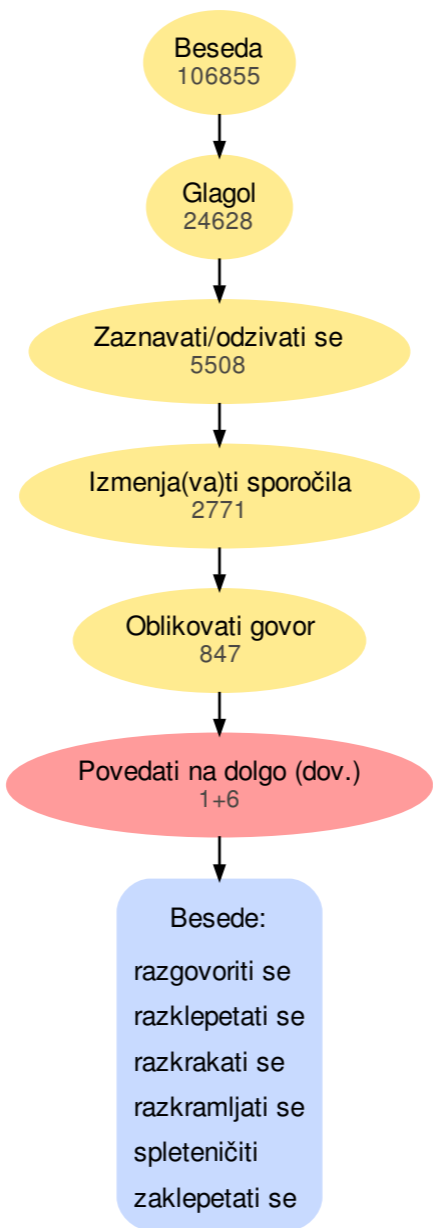 Beseda
106855
Glagol
24628
Zaznavati/odzivati se
5508
Izmenja(va)ti sporočila
2771
Oblikovati govor
847
Povedati na dolgo (dov.)
1+6
Besede:
razgovoriti se
razklepetati se
razkrakati se
razkramljati se
spleteničiti
zaklepetati se